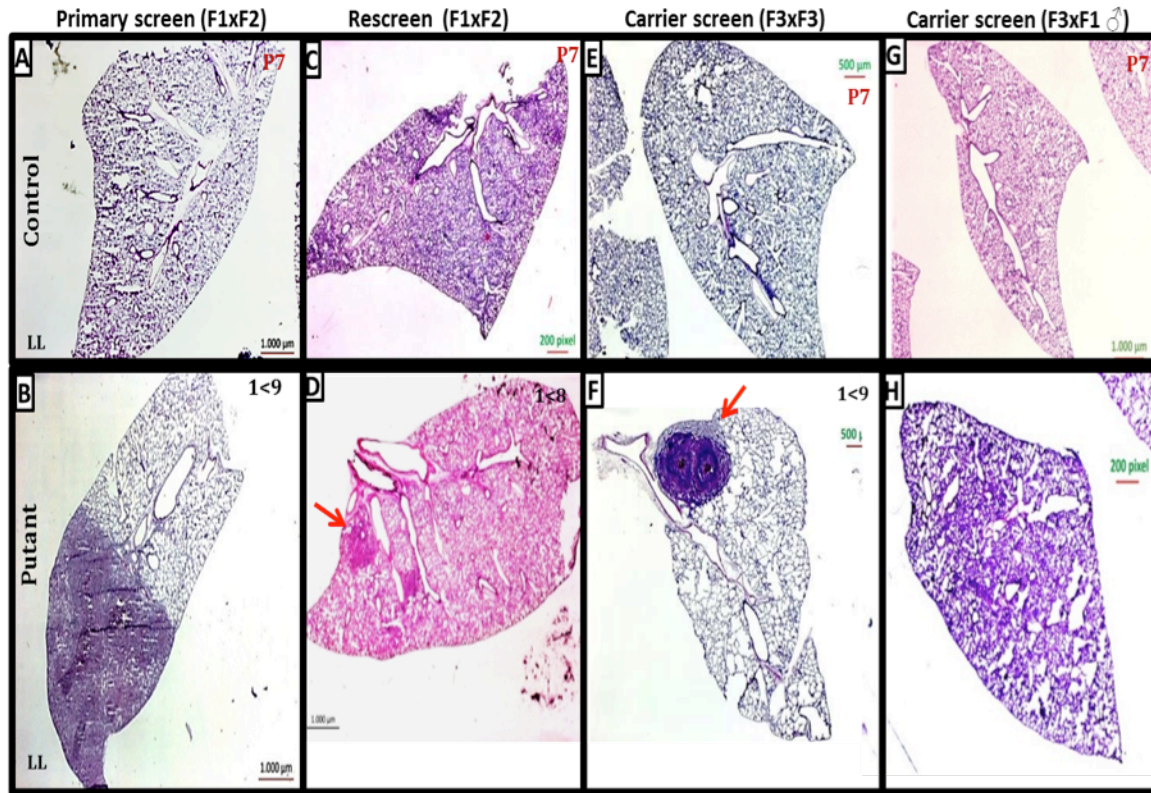 Primary screen (F1xF2)
Rescreen (F1xF2)
Carrier screen (F3xF3)
Carrier screen (F3xF1 ♂)
Control
A
P7
LL
1.000 µm
C
P7
200 pixel
E
500 µm
P7
G
P7
1.000 µm
Putant
B
1<9
LL
1.000 µm
D
1<8
1.000 µm
F
1<9
500 µ
H
200 pixel